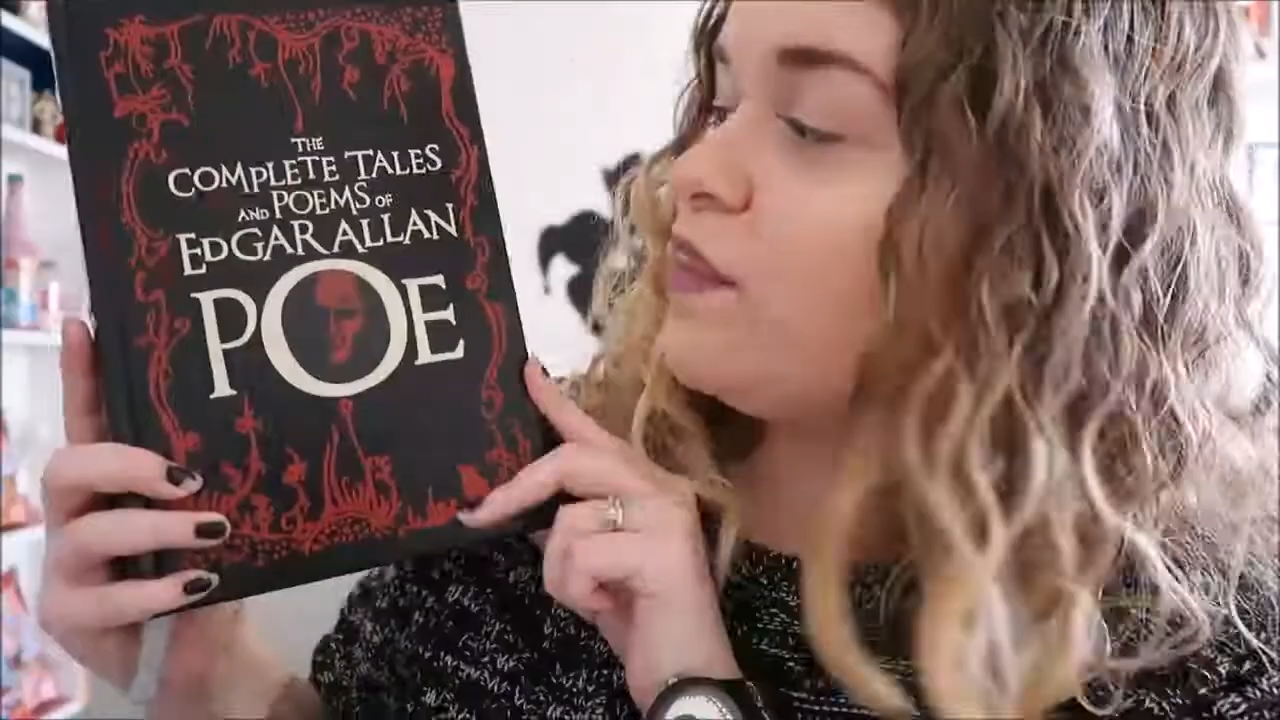 THE
COMPLETE TALES
AND POEMS OF
EDGAR ALLAN
POE